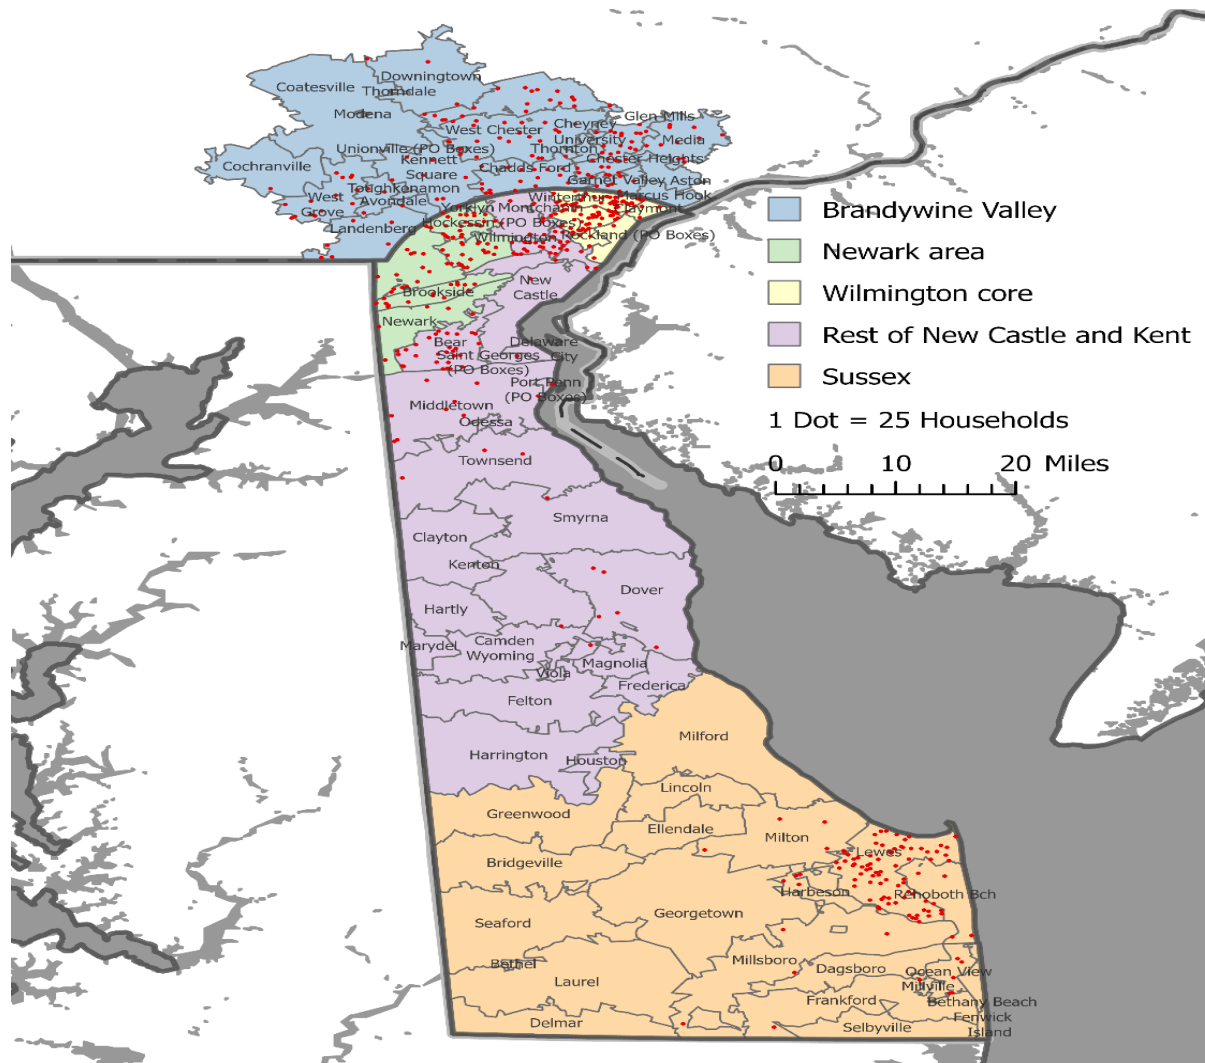 Downingtown
Coatesville
Thorndale
Modena
Glen Mills
West Chester
Cheyney
University
Media
Unionville (PO Boxes)
Thornton
Cochranville
Kennett
Square
Chadds Ford
Chester Heights
Toughkenamon
Garnet Valley
Aston
West
Grove
Avondale
Winterthur
Marcus Hook
Yorklyn
Montchanin
Claymont
Landenberg
Hockessin (PO Boxes)
Wilmington
Rockland (PO Boxes)
New
Castle
Brookside
Newark
Bear
Delaware
City
Saint Georges
(PO Boxes)
Port Penn
(PO Boxes)
Middletown
Odessa
Townsend
Smyrna
Clayton
Kenton
Dover
Hartly
Marydel
Camden
Wyoming
Magnolia
Viola
Frederica
Felton
Milford
Harrington
Houston
Lincoln
Greenwood
Ellendale
Milton
Lewes
Bridgeville
Harbeson
Rehoboth Bch
Georgetown
Seaford
Bethel
Millsboro
Dagsboro
Ocean View
Laurel
Millville
Frankford
Bethany Beach
Delmar
Selbyville
Fenwick
Island
Brandywine Valley
Newark area
Wilmington core
Rest of New Castle and Kent
Sussex
1 Dot = 25 Households
0 10 20 Miles